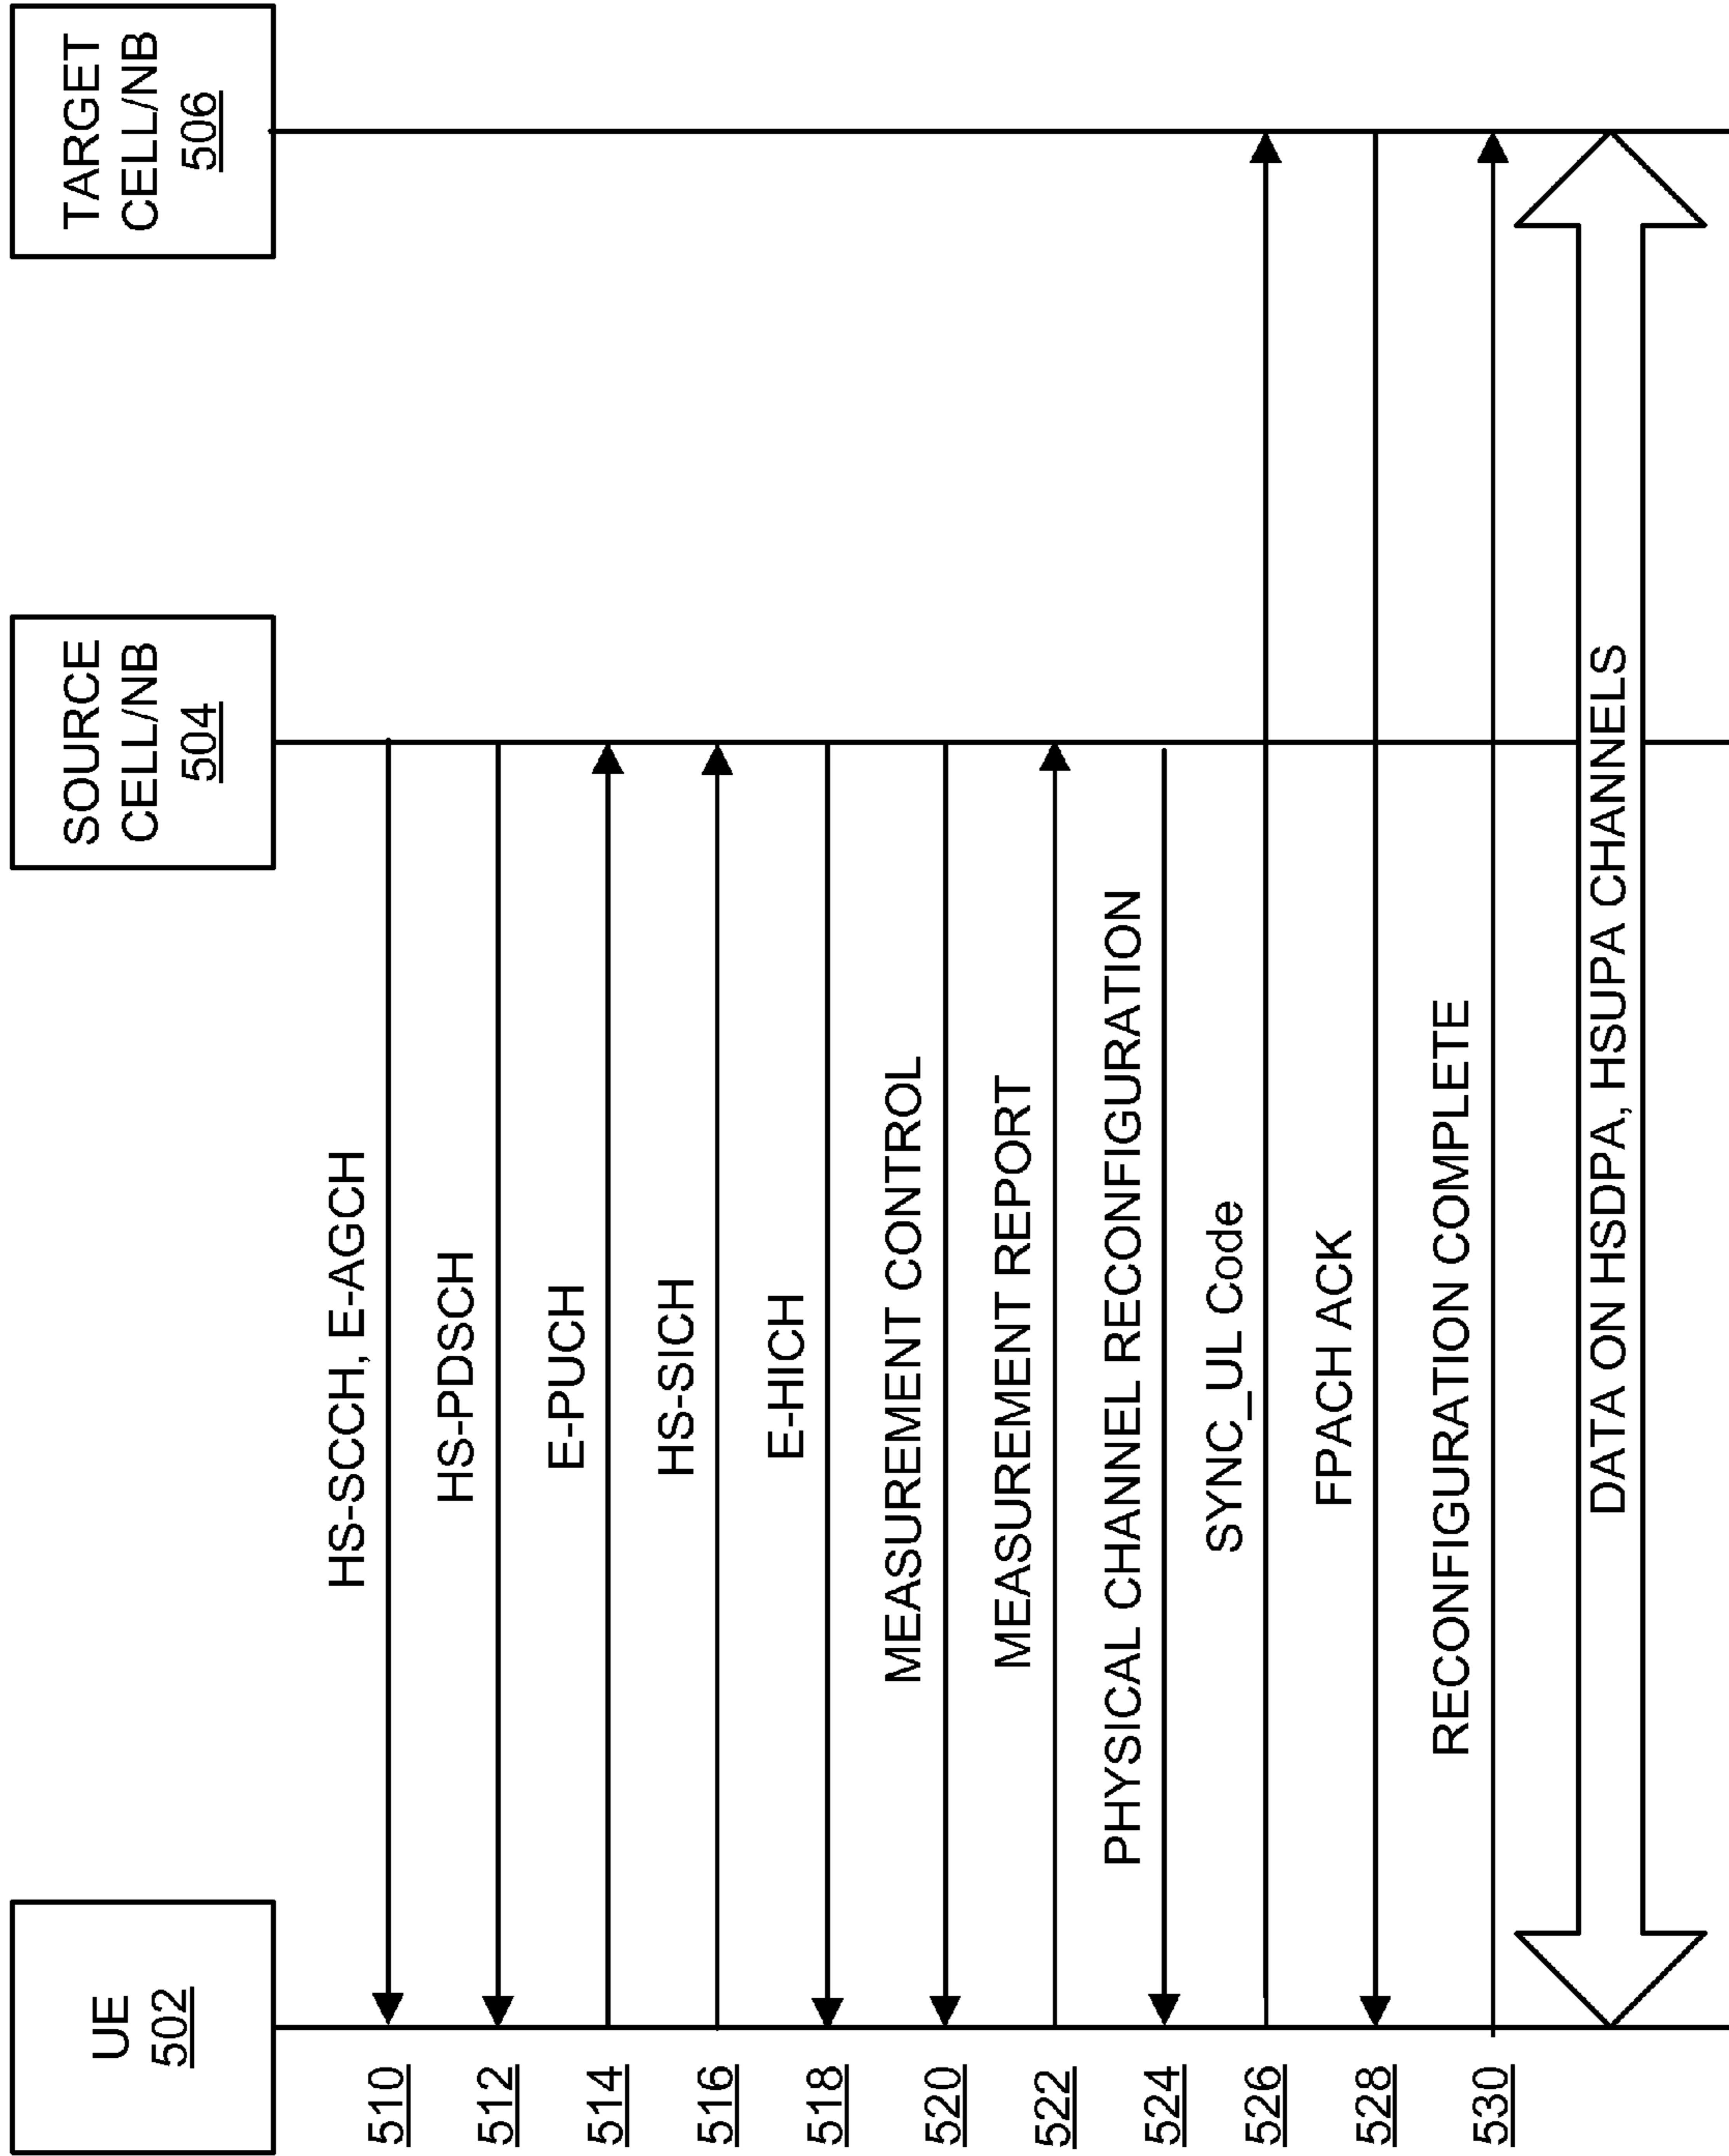 UE
502
SOURCE
CELL/NB
504
TARGET
CELL/NB
506
510
HS-SCCH, E-AGCH
512
HS-PDSCH
514
E-PUCH
516
HS-SICH
518
E-HICH
520
MEASUREMENT CONTROL
522
MEASUREMENT REPORT
524
PHYSICAL CHANNEL RECONFIGURATION
526
SYNC_UL Code
528
FPACH ACK
530
RECONFIGURATION COMPLETE
DATA ON HSDPA, HSUPA CHANNELS